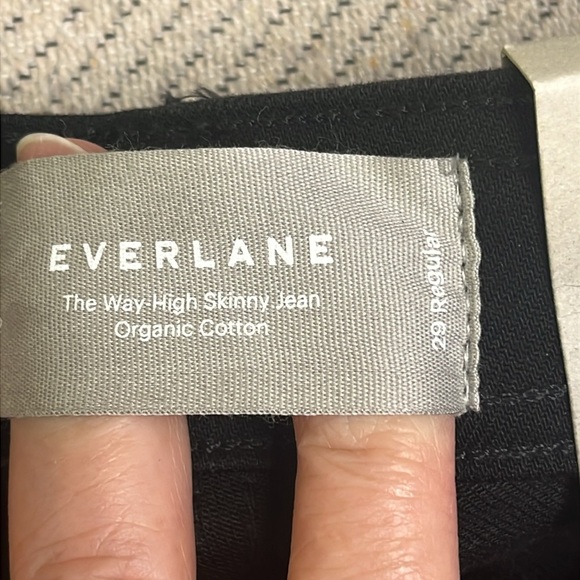 EVERLANE
The Way-High Skinny Jean
Organic Cotton
29 Regular